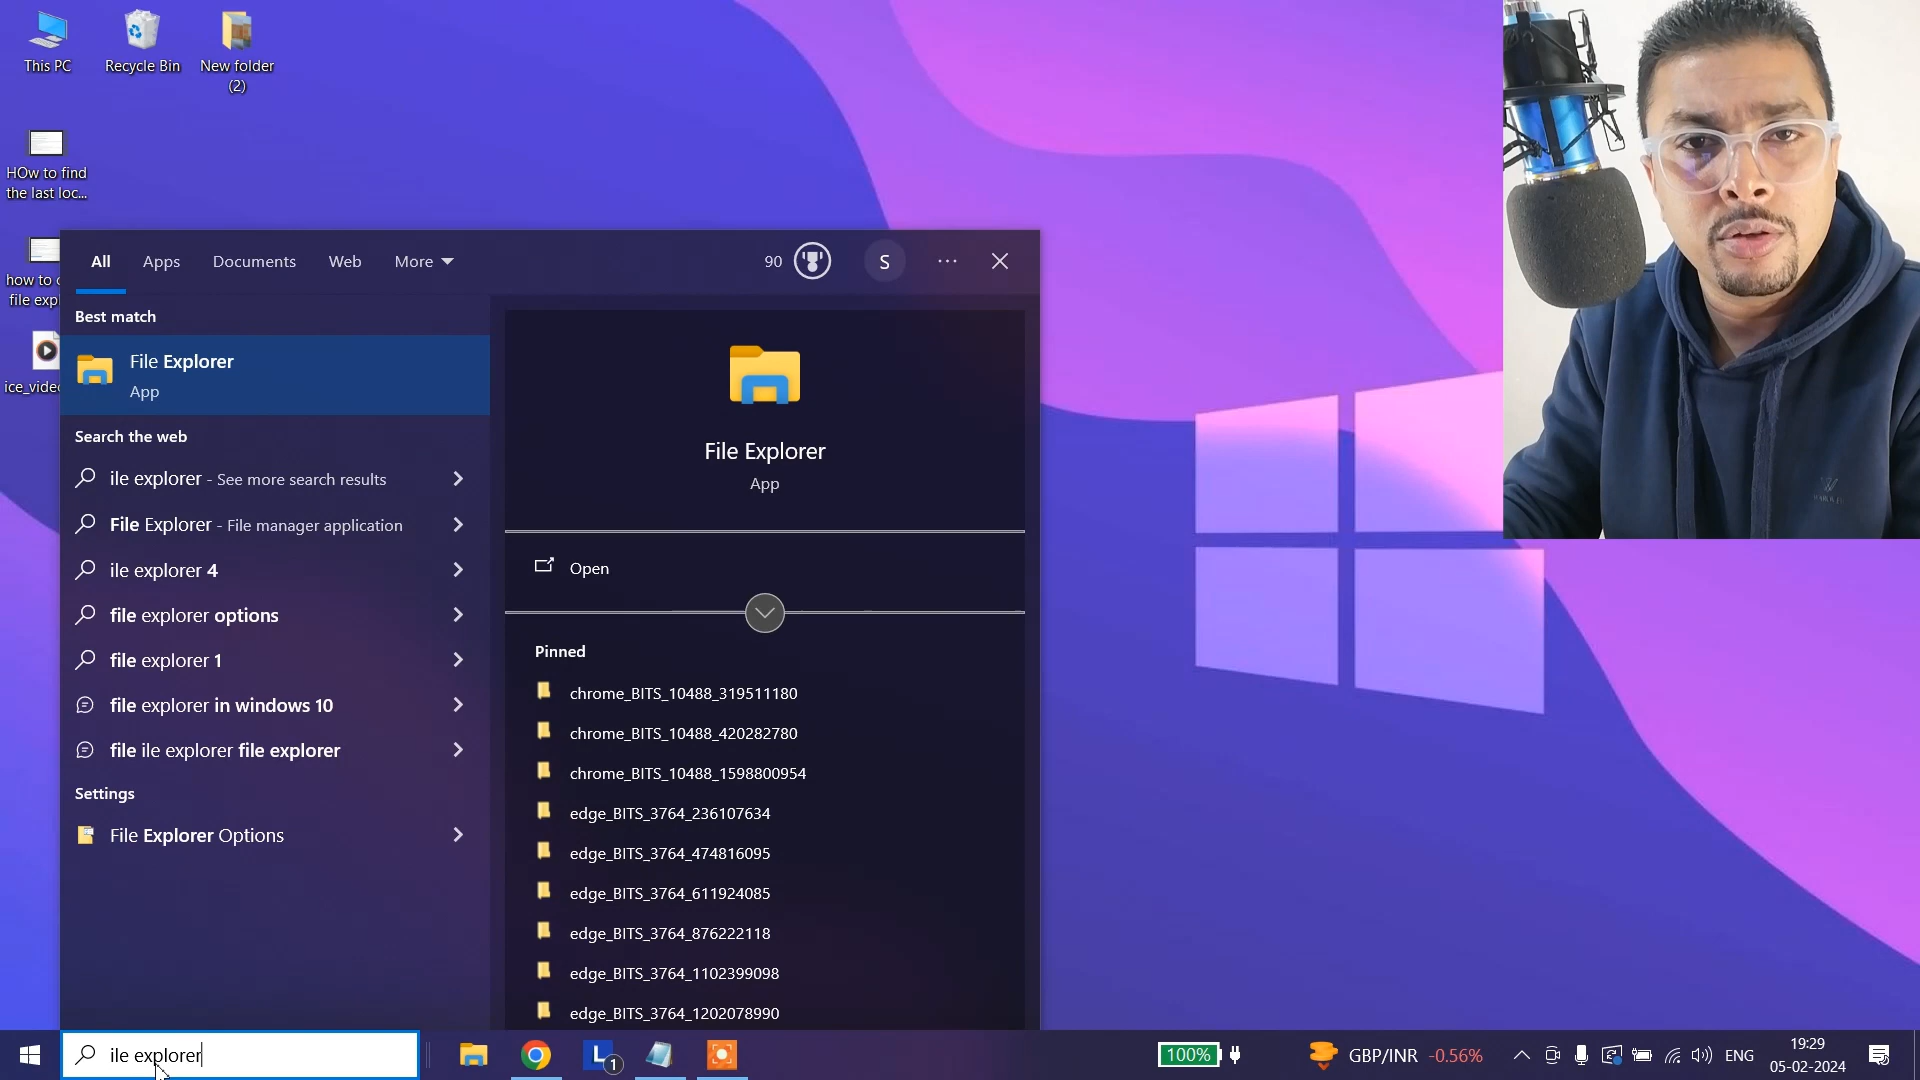 This PC
Recycle Bin
New folder
(2)
HOw to find
the last loc...
how to
file exp
ice_vide
All
Apps
Documents
Web
More
90
S
Best match
File Explorer
App
Search the web
ile explorer - See more search results
File Explorer - File manager application
ile explorer 4
file explorer options
file explorer 1
file explorer in windows 10
file ile explorer file explorer
Settings
File Explorer Options
File Explorer
App
Open
Pinned
chrome_BITS_10488_319511180
chrome_BITS_10488_420282780
chrome_BITS_10488_1598800954
edge_BITS_3764_236107634
edge_BITS_3764_474816095
edge_BITS_3764_611924085
edge_BITS_3764_876222118
edge_BITS_3764_1102399098
edge_BITS_3764_1202078990
ile explorer
L
1
100%
GBP/INR -0.56%
ENG
19:29
05-02-2024